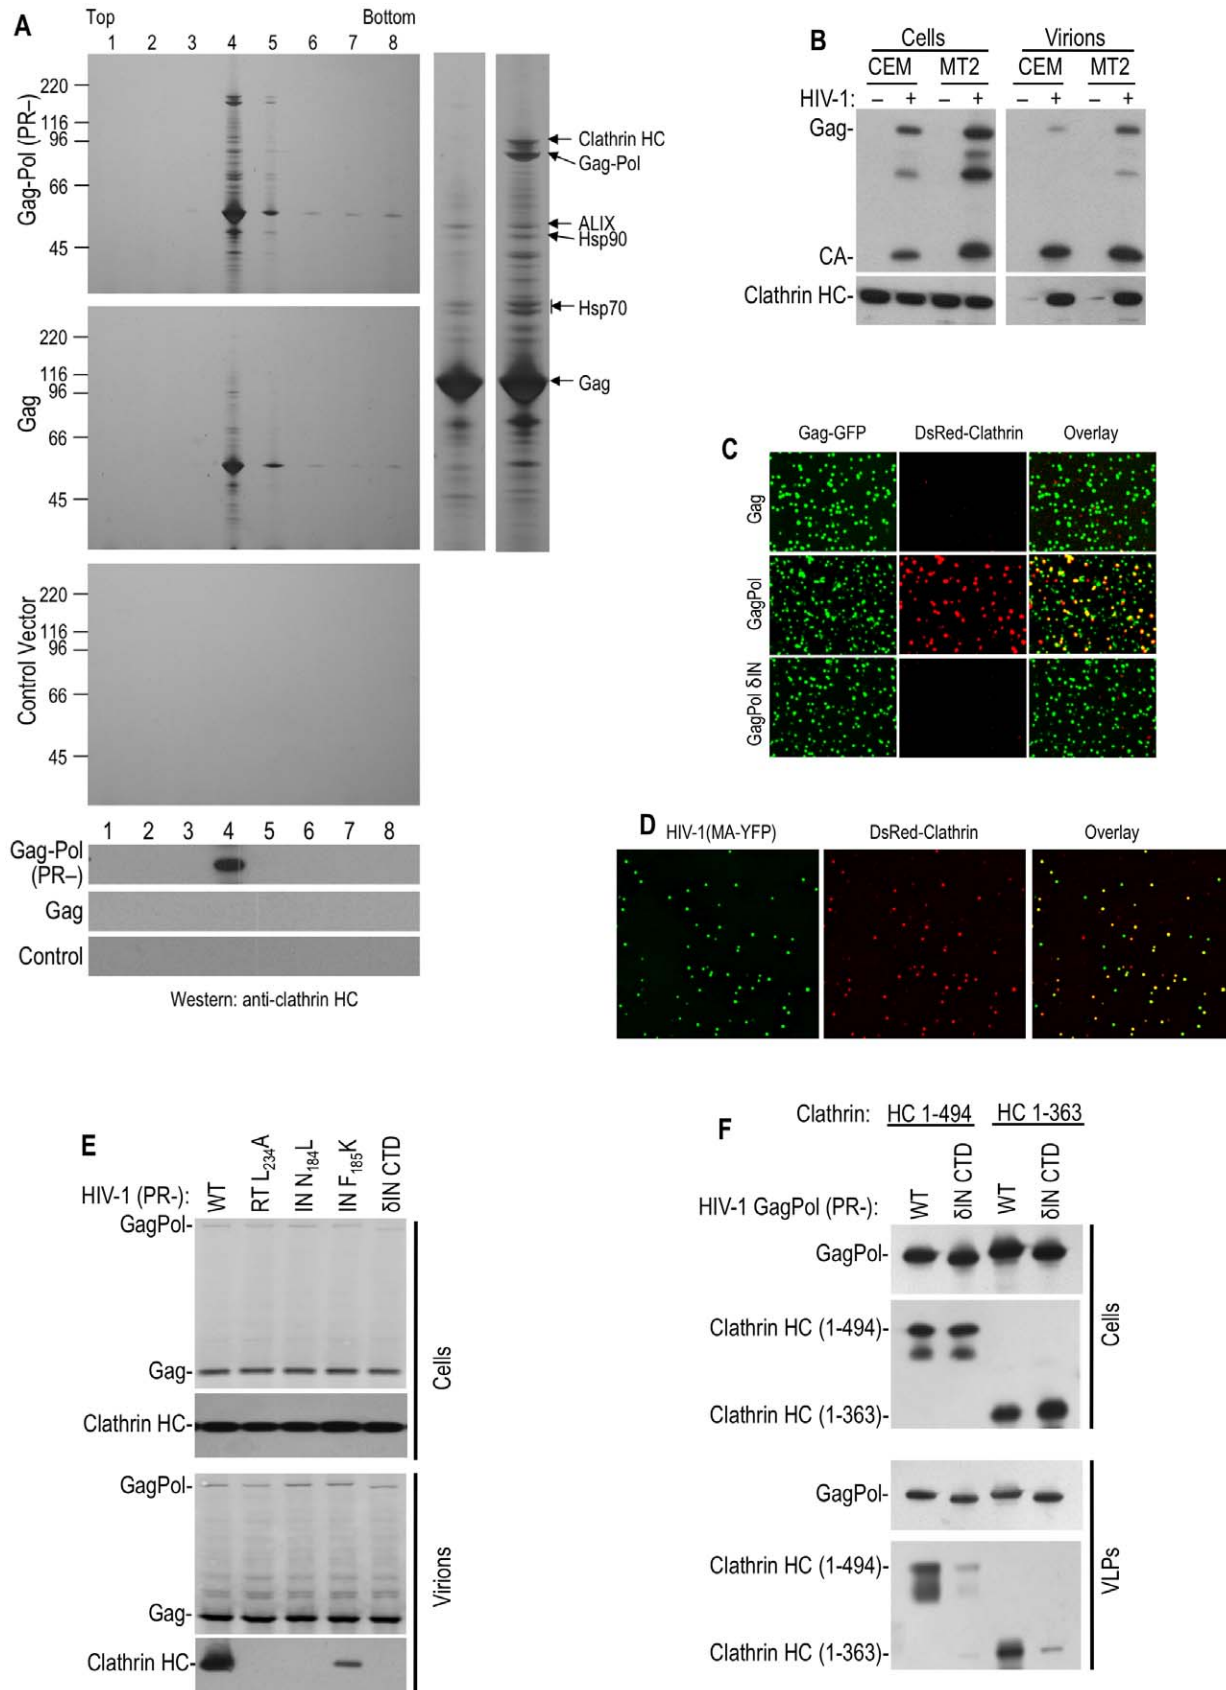 A
Top
Bottom
1 2 3 4 5 6 7 8
Gag-Pol (PR–)
220
116
96
66
45
Gag
220
116
96
66
45
Control Vector
220
116
96
66
45
Clathrin HC
Gag-Pol
ALIX
Hsp90
Hsp70
Gag
1 2 3 4 5 6 7 8
Gag-Pol
(PR–)
Gag
Control
Western: anti-clathrin HC
B
Cells Virions
CEM MT2 CEM MT2
HIV-1: – + – + – + – +
Gag-
CA-
Clathrin HC-
C
Gag-GFP DsRed-Clathrin Overlay
Gag
GagPol
GagPol δIN
D
HIV-1(MA-YFP) DsRed-Clathrin Overlay
E
HIV-1 (PR-): WT RT L234A IN N184L IN F185K δIN CTD
GagPol-
Gag-
Clathrin HC-
Cells
GagPol-
Gag-
Clathrin HC-
Virions
F
Clathrin: HC 1-494 HC 1-363
HIV-1 GagPol (PR-): WT δIN CTD WT δIN CTD
GagPol-
Clathrin HC (1-494)-
Clathrin HC (1-363)-
Cells
GagPol-
Clathrin HC (1-494)-
Clathrin HC (1-363)-
VLPs